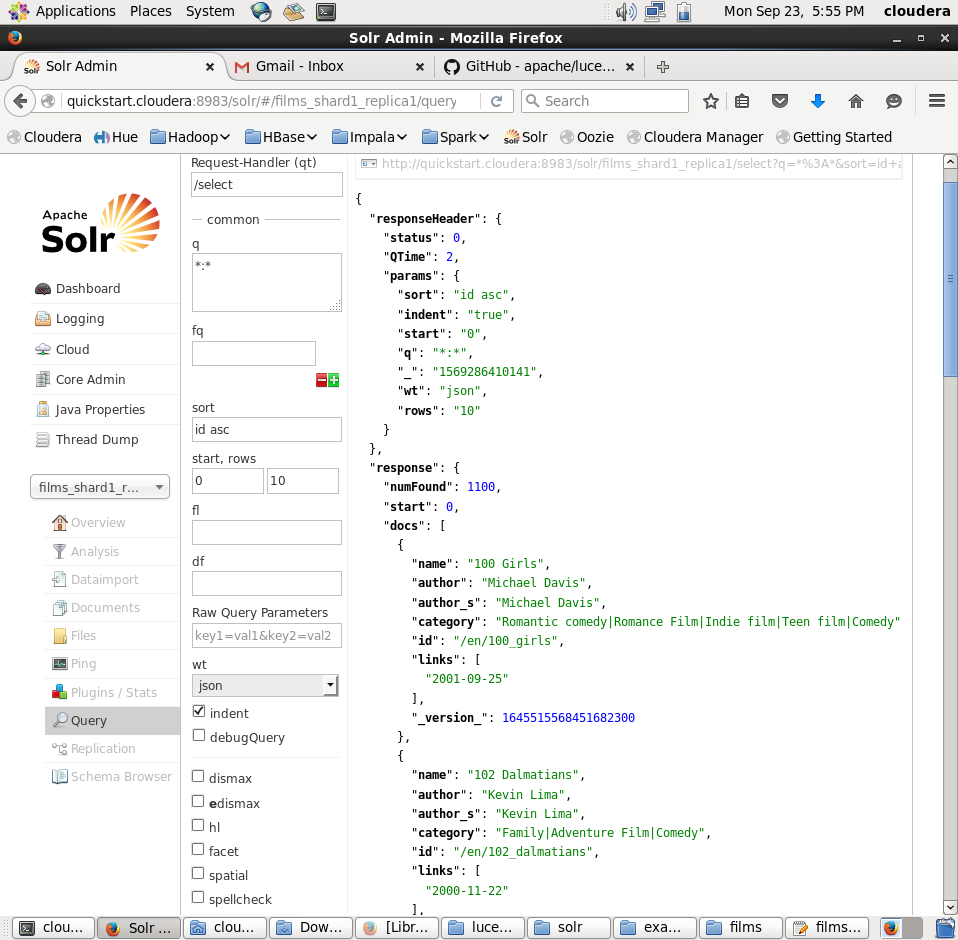 Applications Places System Mon Sep 23, 5:55 PM cloudera
Solr Admin - Mozilla Firefox
Solr Admin Gmail - Inbox GitHub - apache/luce...
quickstart.cloudera:8983/solr/#/films_shard1_replica1/query Search
Cloudera Hue Hadoop HBase Impala Spark Solr Oozie Cloudera Manager Getting Started
Apache
Solr
Dashboard
Logging
Cloud
Core Admin
Java Properties
Thread Dump
films_shard1_r...
Overview
Analysis
Dataimport
Documents
Files
Ping
Plugins / Stats
Query
Replication
Schema Browser
Request-Handler (qt)
/select
common
q
*:*
fq
sort
id asc
start, rows
0 10
fl
df
Raw Query Parameters
key1=val1&key2=val2
wt
json
indent
debugQuery
dismax
edismax
hl
facet
spatial
spellcheck
http://quickstart.cloudera:8983/solr/films_shard1_replica1/select?q=*%3A*&sort=id+a
{
"responseHeader": {
"status": 0,
"QTime": 2,
"params": {
"sort": "id asc",
"indent": "true",
"start": "0",
"q": "*:*",
"_": "1569286410141",
"wt": "json",
"rows": "10"
}
},
"response": {
"numFound": 1100,
"start": 0,
"docs": [
{
"name": "100 Girls",
"author": "Michael Davis",
"author_s": "Michael Davis",
"category": "Romantic comedy|Romance Film|Indie film|Teen film|Comedy"
"id": "/en/100_girls",
"links": [
"2001-09-25"
],
"_version_": 1645515568451682300
},
{
"name": "102 Dalmatians",
"author": "Kevin Lima",
"author_s": "Kevin Lima",
"category": "Family|Adventure Film|Comedy",
"id": "/en/102_dalmatians",
"links": [
"2000-11-22"
],
clou... Solr ... clou... Dow... [Libr... luce... solr exa... films films...